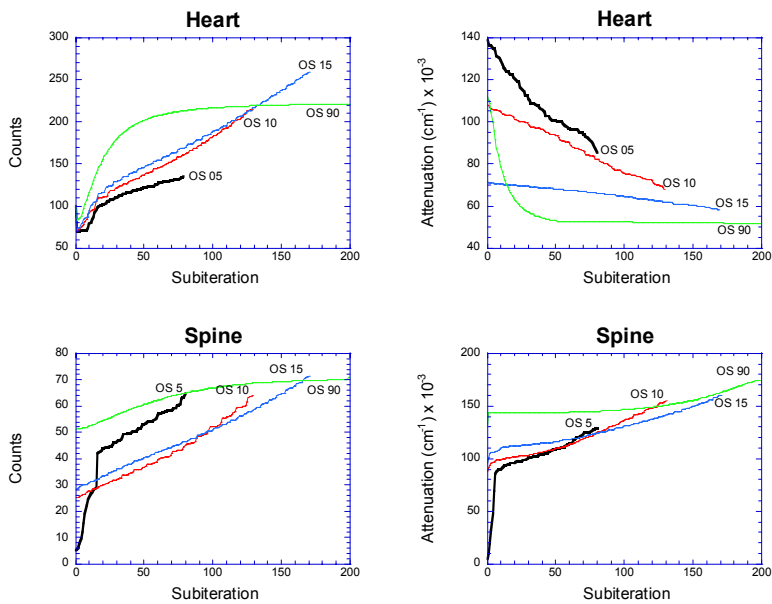 Heart
300
250
200
150
100
50
0 50 100 150 200
Counts
Subiteration
OS 15
OS 10
OS 90
OS 05
Heart
140
120
100
80
60
40
0 50 100 150 200
Attenuation (cm⁻¹) x 10⁻³
Subiteration
OS 05
OS 10
OS 15
OS 90
Spine
80
70
60
50
40
30
20
10
0
0 50 100 150 200
Counts
Subiteration
OS 5
OS 10
OS 15
OS 90
Spine
200
150
100
50
0
0 50 100 150 200
Attenuation (cm⁻¹) x 10⁻³
Subiteration
OS 90
OS 10
OS 15
OS 5